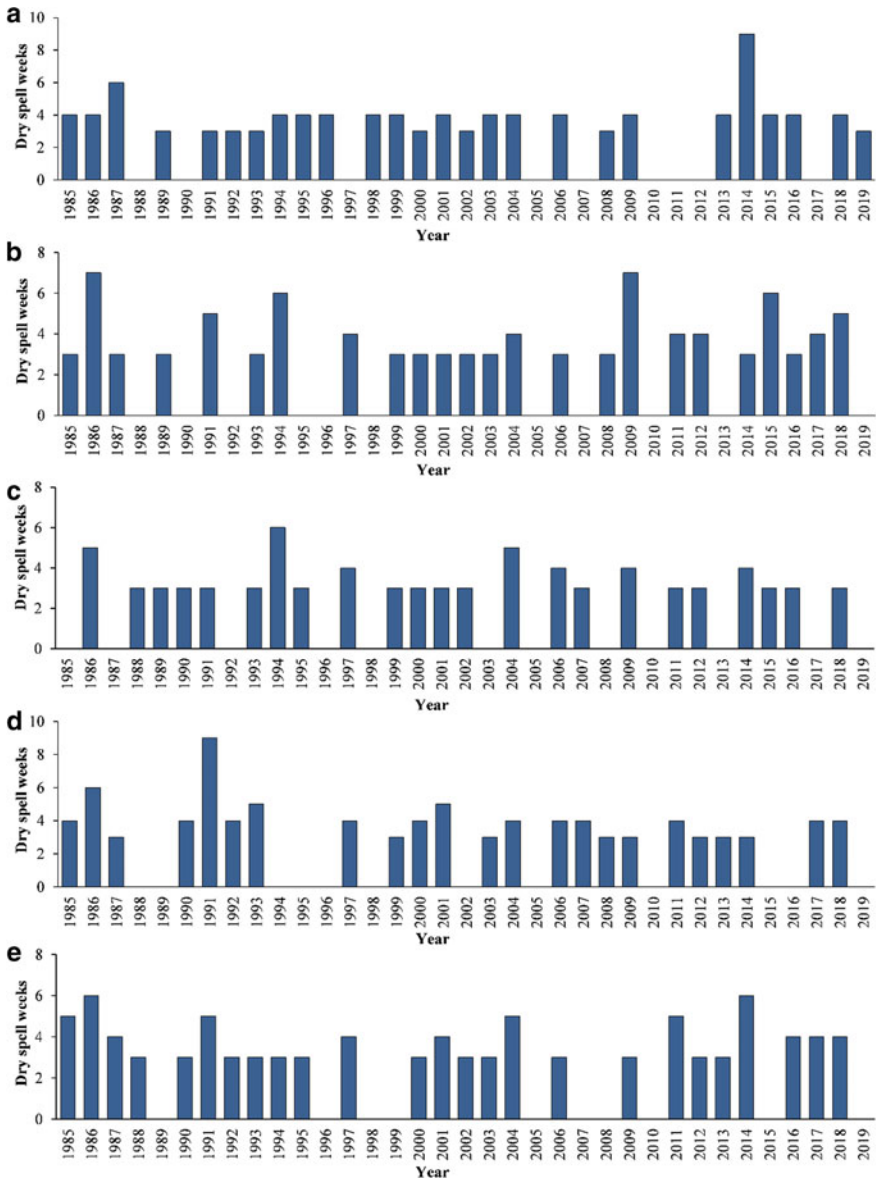 a
10
8
6
4
2
0
Dry spell weeks
1985 1986 1987 1988 1989 1990 1991 1992 1993 1994 1995 1996 1997 1998 1999 2000 2001 2002 2003 2004 2005 2006 2007 2008 2009 2010 2011 2012 2013 2014 2015 2016 2017 2018 2019
Year
b
8
6
4
2
0
Dry spell weeks
1985 1986 1987 1988 1989 1990 1991 1992 1993 1994 1995 1996 1997 1998 1999 2000 2001 2002 2003 2004 2005 2006 2007 2008 2009 2010 2011 2012 2014 2015 2016 2017 2018 2019
Year
c
8
6
4
2
0
Dry spell weeks
1985 1986 1987 1988 1989 1990 1991 1992 1993 1994 1995 1996 1997 1998 1999 2000 2001 2002 2003 2004 2005 2006 2007 2008 2009 2010 2011 2012 2014 2015 2016 2017 2018 2019
Year
d
10
8
6
4
2
0
Dry spell weeks
1985 1986 1987 1988 1989 1990 1991 1992 1993 1994 1995 1996 1997 1998 1999 2000 2001 2002 2003 2004 2005 2006 2007 2008 2009 2010 2011 2012 2013 2014 2015 2016 2017 2018 2019
Year
e
8
6
4
2
0
Dry spell weeks
1985 1986 1987 1988 1989 1990 1991 1992 1993 1994 1995 1996 1997 1998 1999 2000 2001 2002 2003 2004 2005 2006 2007 2008 2009 2010 2011 2012 2013 2014 2015 2016 2017 2018 2019
Year